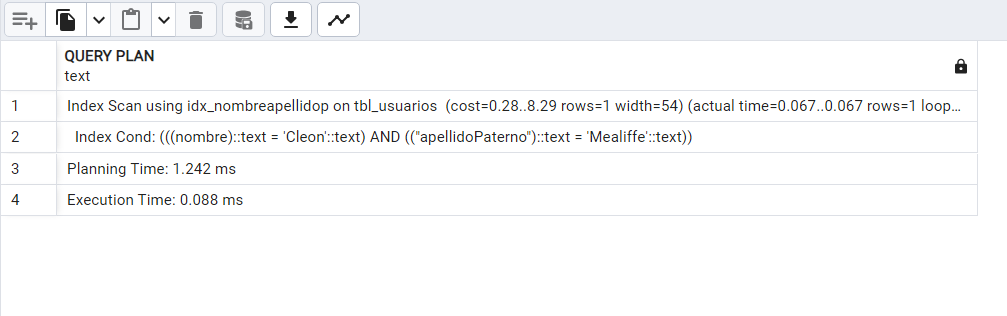 QUERY PLAN
text
1 Index Scan using idx_nombreapellidop on tbl_usuarios (cost=0.28..8.29 rows=1 width=54) (actual time=0.067..0.067 rows=1 loop...
2 Index Cond: (((nombre)::text = 'Cleon'::text) AND (("apellidoPaterno")::text = 'Mealiffe'::text))
3 Planning Time: 1.242 ms
4 Execution Time: 0.088 ms